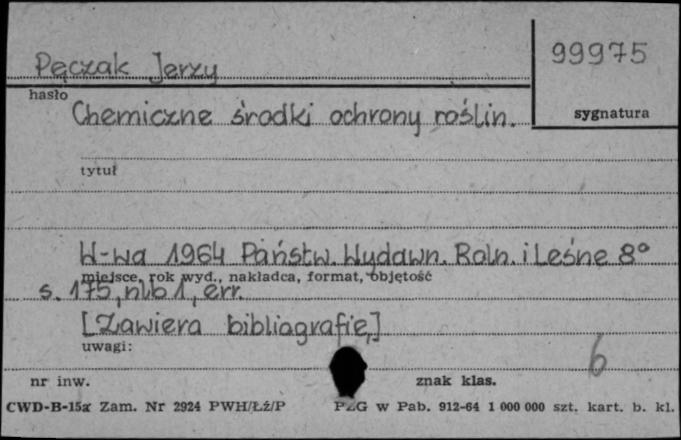 99975
Pęczak Jerzy
hasło
sygnatura
Chemiczne środki ochrony roślin.
tytuł
W-wa 1964 Państw. Wydawn. Roln. i Leśne 8°
miejsce, rok wyd., nakładca, format, objętość
s. 175, nlb 1, err.
[Zawiera bibliografię]
uwagi:
6
nr inw.
znak klas.
CWD-B-15a Zam. Nr 2924 PWH/Łź/P PZG w Pab. 912-64 1 000 000 szt. kart. b. kl.